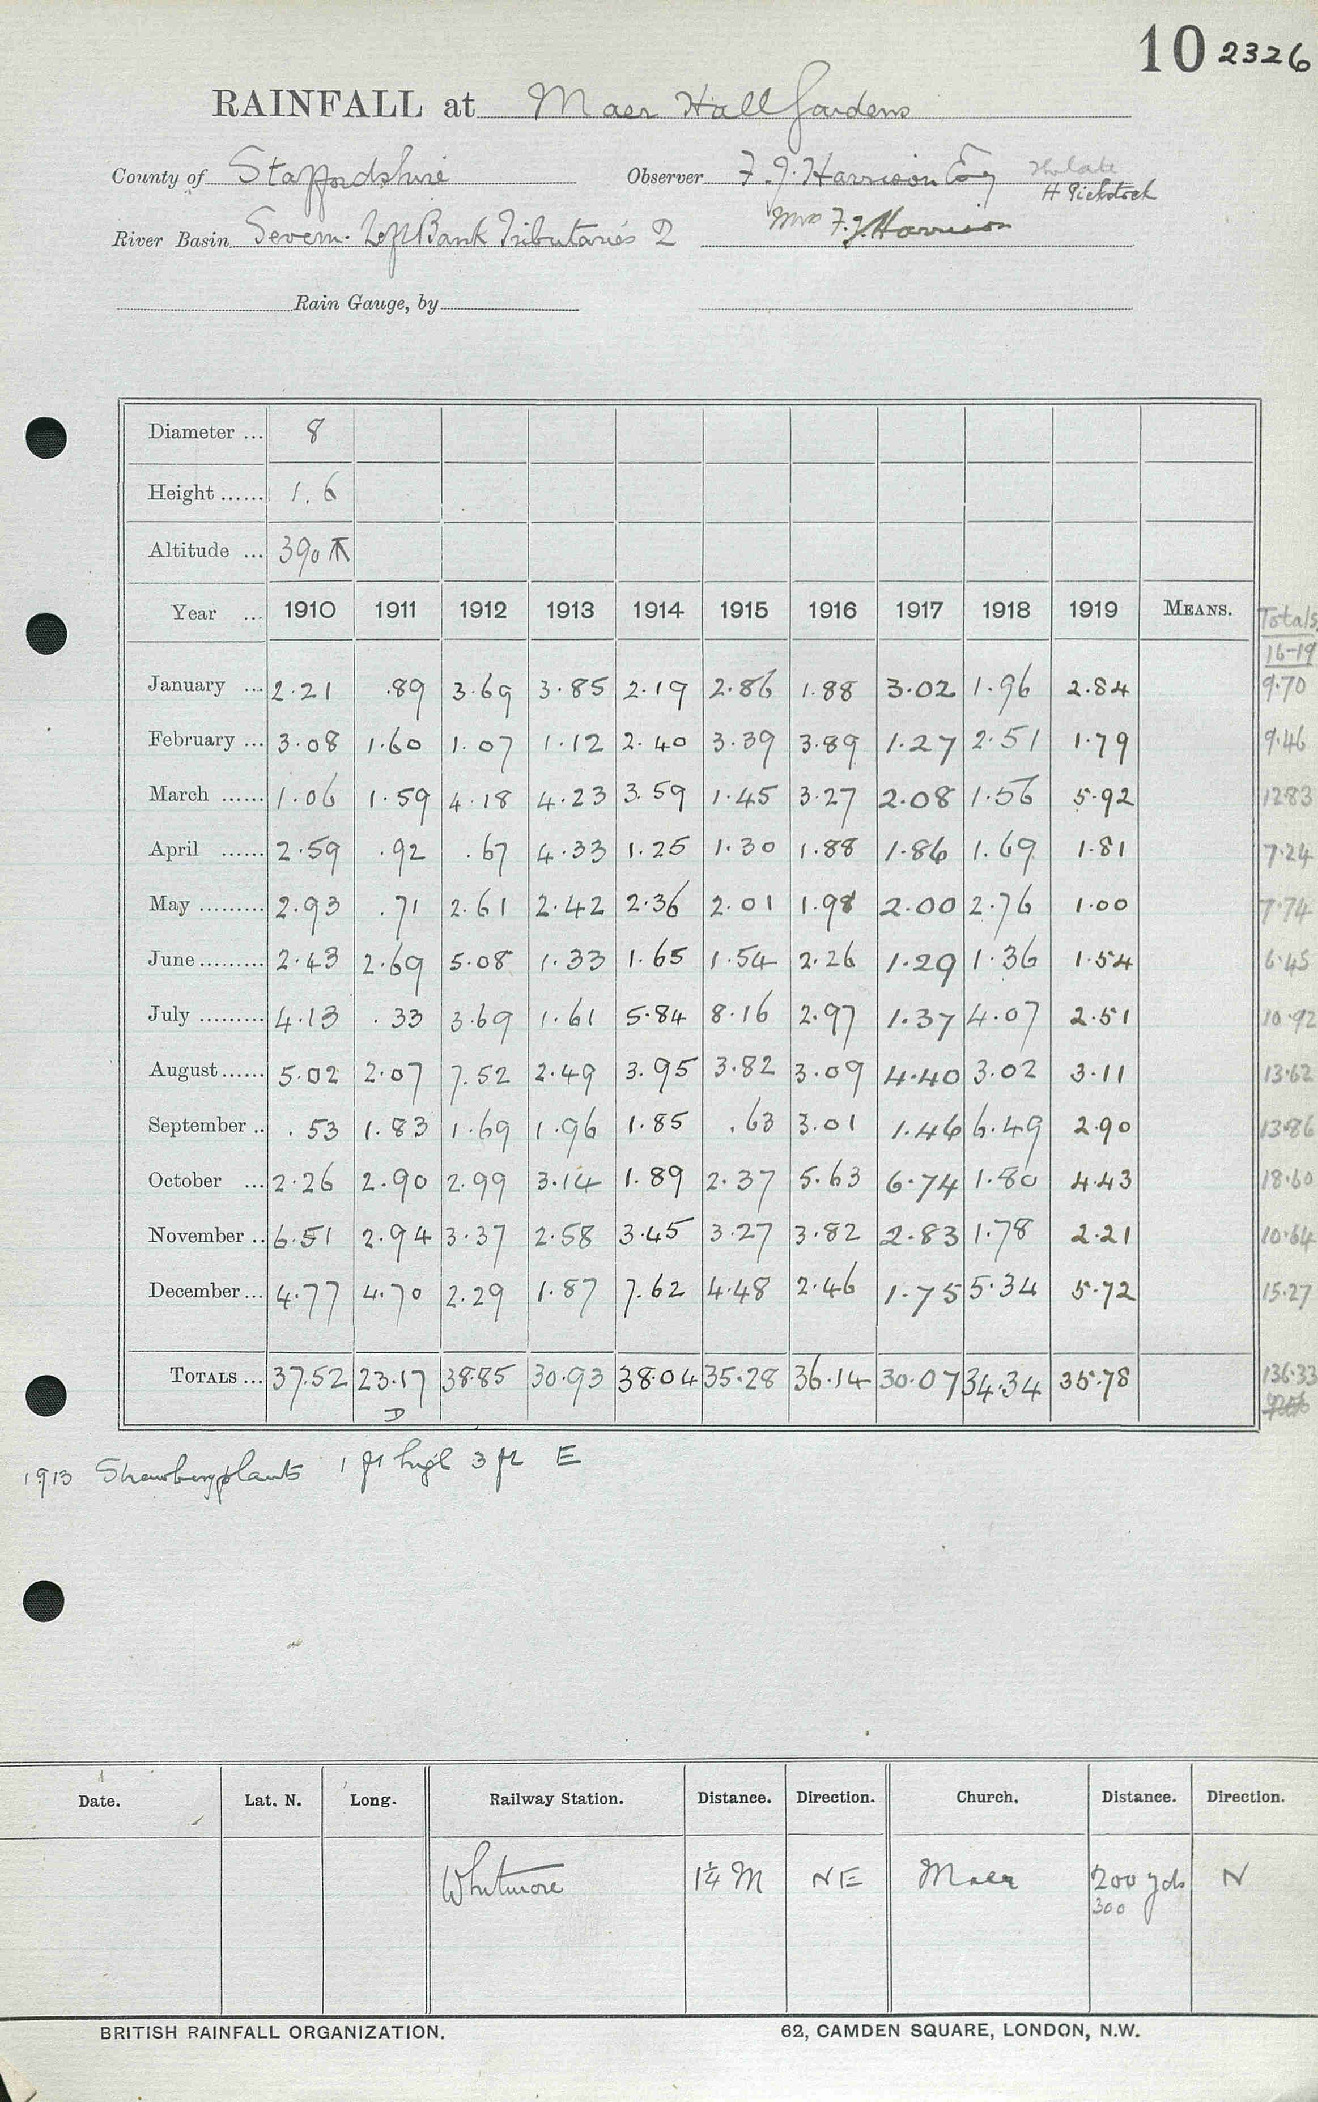 10 2326
RAINFALL at Maer Hall Gardens
County of Staffordshire Observer F. J. Harrison Esq The late
H Pickstock
River Basin Severn. Left Bank Tributaries 2 Mrs F. J. Harrison
Rain Gauge, by
Diameter ... 8
Height ...... 1. 6
Altitude ... 390
Year ... 1910 1911 1912 1913 1914 1915 1916 1917 1918 1919 MEANS. Totals
16-19
January ... 2.21 .89 3.69 3.85 2.19 2.86 1.88 3.02 1.96 2.84 9.70
February ... 3.08 1.60 1.07 1.12 2.40 3.39 3.89 1.27 2.51 1.79 9.46
March ...... 1.06 1.59 4.18 4.23 3.59 1.45 3.27 2.08 1.56 5.92 12.83
April ...... 2.59 .92 .67 4.33 1.25 1.30 1.88 1.86 1.69 1.81 7.24
May ......... 2.93 .71 2.61 2.42 2.36 2.01 1.98 2.00 2.76 1.00 7.74
June ......... 2.43 2.69 5.08 1.33 1.65 1.54 2.26 1.29 1.36 1.54 6.45
July ......... 4.13 .33 3.69 1.61 5.84 8.16 2.97 1.37 4.07 2.51 10.92
August ...... 5.02 2.07 7.52 2.49 3.95 3.82 3.09 4.40 3.02 3.11 13.62
September .. .53 1.83 1.69 1.96 1.85 .63 3.01 1.46 6.49 2.90 13.86
October ... 2.26 2.90 2.99 3.14 1.89 2.37 5.63 6.74 1.80 4.43 18.60
November .. 6.51 2.94 3.37 2.58 3.45 3.27 3.82 2.83 1.78 2.21 10.64
December ... 4.77 4.70 2.29 1.87 7.62 4.48 2.46 1.75 5.34 5.72 15.27
TOTALS ... 37.52 23.17 38.85 30.93 38.04 35.28 36.14 30.07 34.34 35.78 136.33
D
1913 Strawberry plants 1 ft high 3 ft E
Date. Lat. N. Long. Railway Station. Distance. Direction. Church. Distance. Direction.
Whitmore 1¼ M NE Maer 200 yds N
300
BRITISH RAINFALL ORGANIZATION. 62, CAMDEN SQUARE, LONDON, N.W.